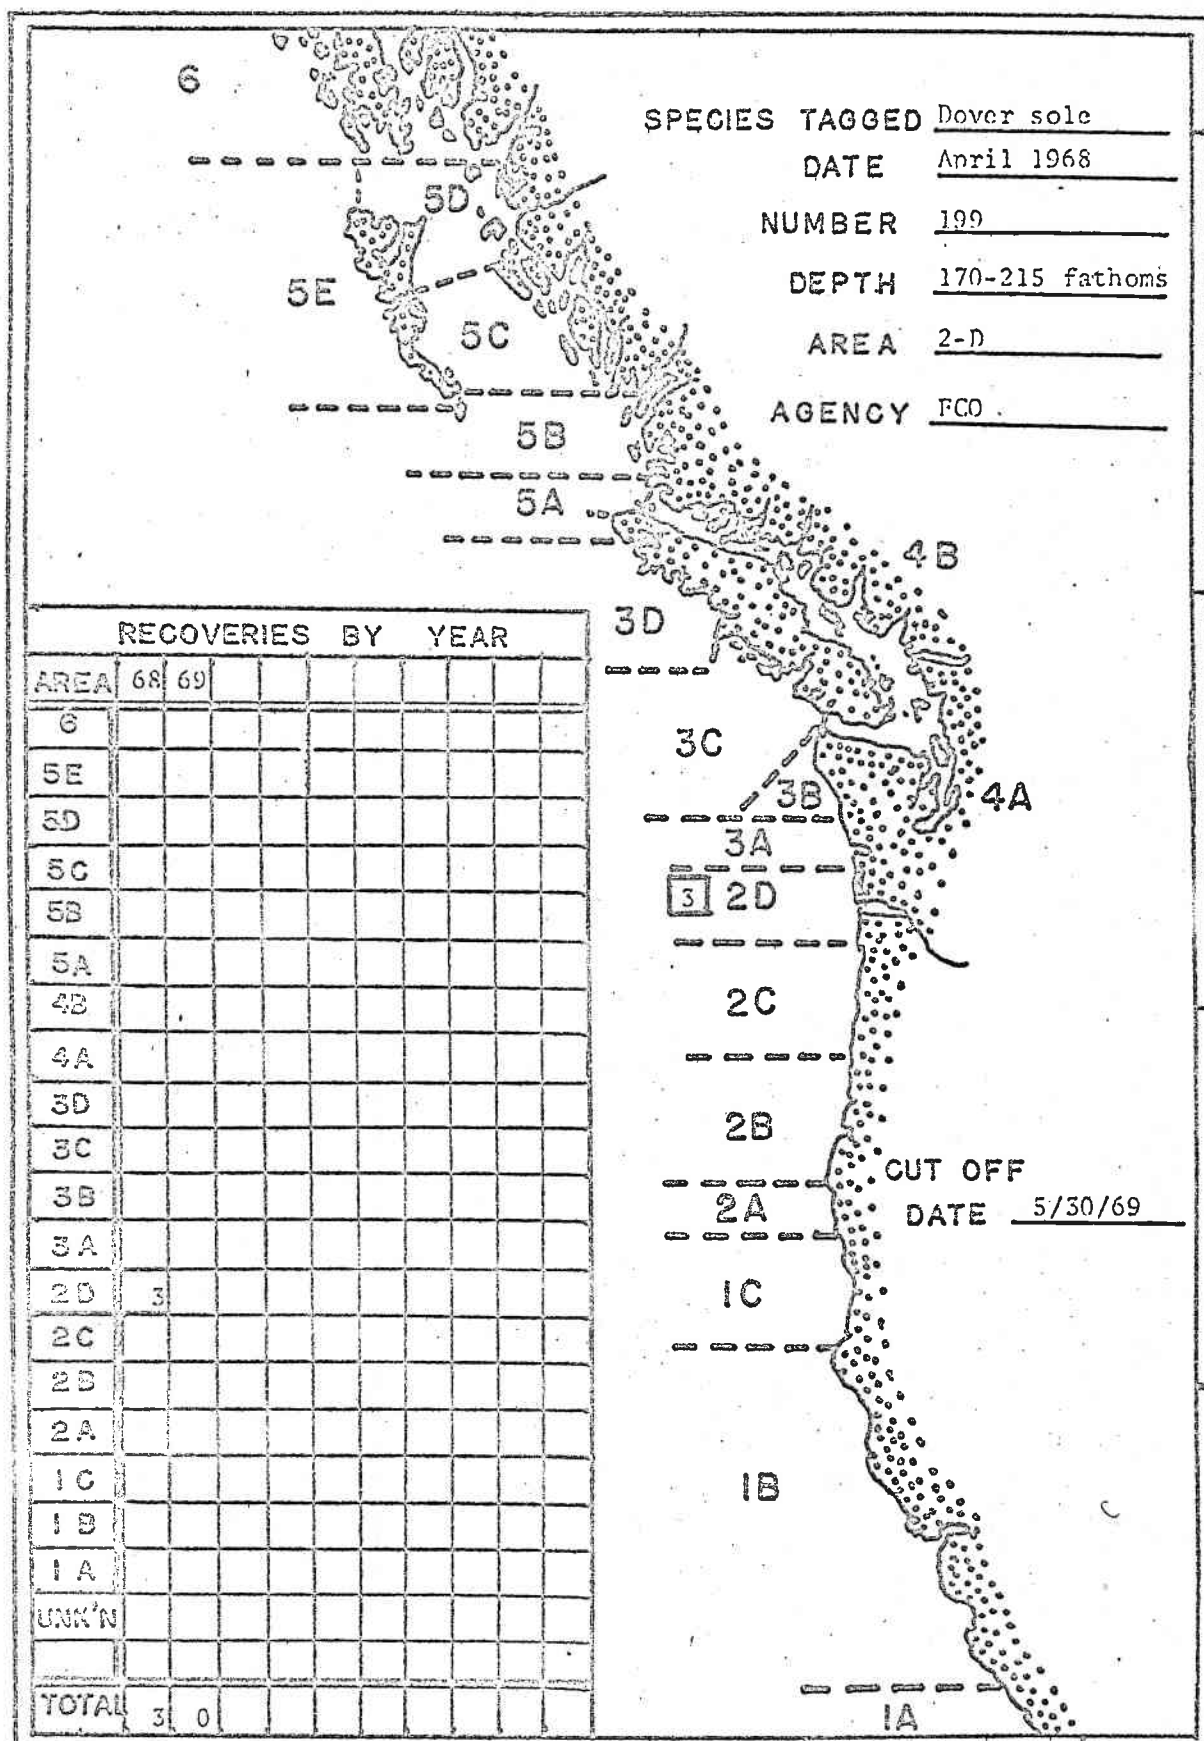 SPECIES TAGGED Dover sole
DATE April 1968
NUMBER 199
DEPTH 170-215 fathoms
AREA 2-D
AGENCY FCO
6
5D
5E
5C
5B
5A
4B
3D
3C
3B
4A
3A
3 2D
2C
2B
2A
1C
1B
1A
CUT OFF
DATE 5/30/69
RECOVERIES BY YEAR
AREA 68 69
6
5E
5D
5C
5B
5A
4B
4A
3D
3C
3B
3A
2D 3
2C
2B
2A
1C
1B
1A
UNK'N
TOTAL 3 0